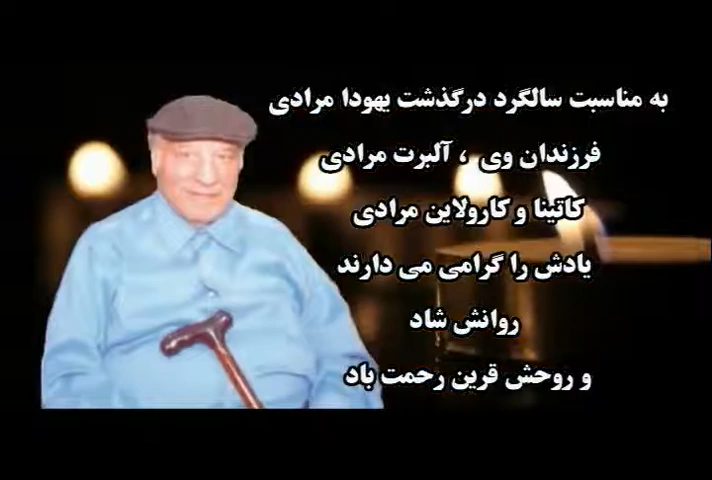 به مناسبت سالگرد درگذشت یهودا مرادی
فرزندان وی ، آلبرت مرادی
کاتینا و کارولاین مرادی
یادش را گرامی می دارند
روانش شاد
و روحش قرین رحمت باد